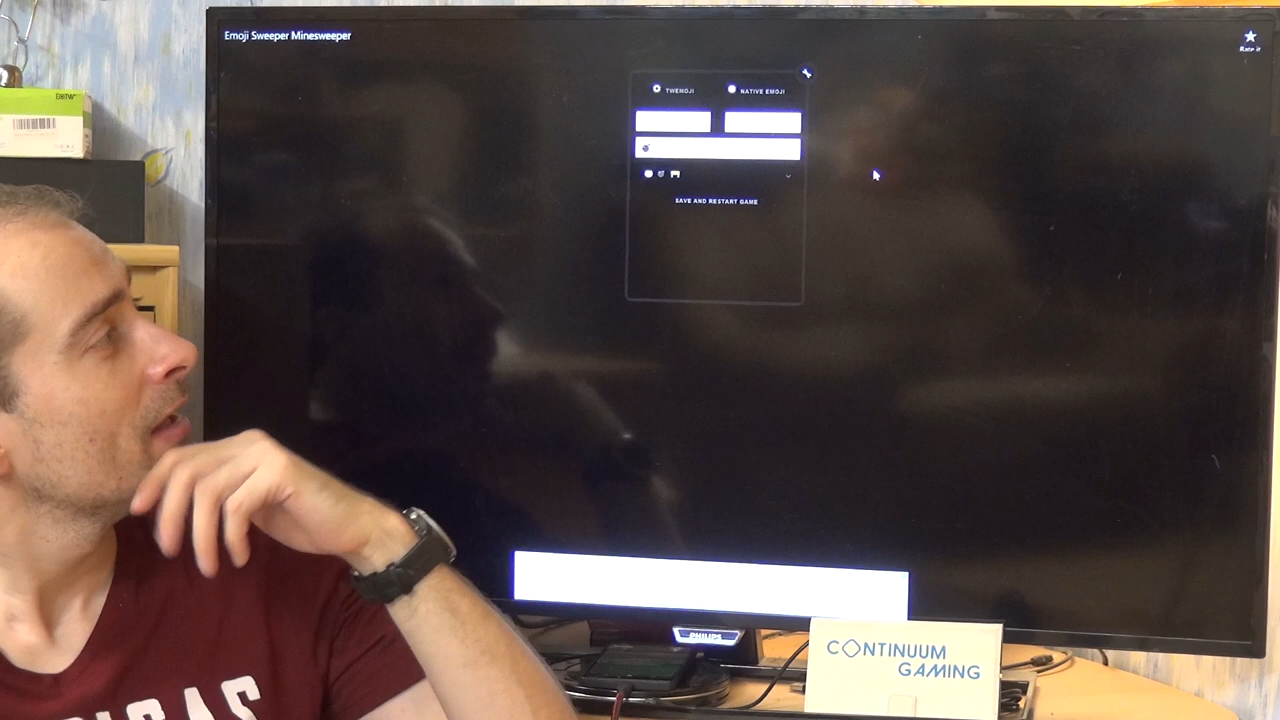 Emoji Sweeper Minesweeper
Rate it
TWEMOJI
NATIVE EMOJI
SAVE AND RESTART GAME
PHILIPS
CONTINUUM
GAMING